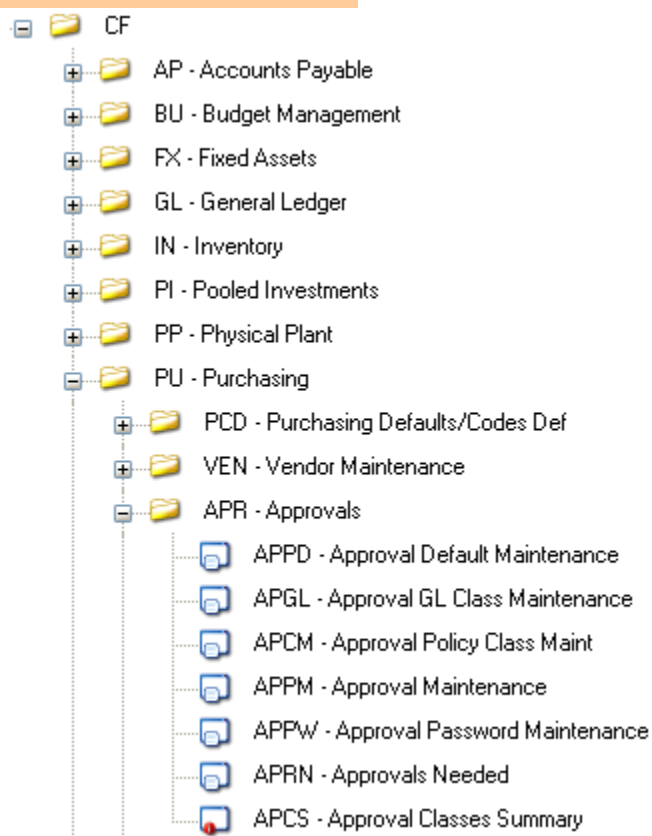 CF
AP - Accounts Payable
BU - Budget Management
FX - Fixed Assets
GL - General Ledger
IN - Inventory
PI - Pooled Investments
PP - Physical Plant
PU - Purchasing
PCD - Purchasing Defaults/Codes Def
VEN - Vendor Maintenance
APR - Approvals
APPD - Approval Default Maintenance
APGL - Approval GL Class Maintenance
APCM - Approval Policy Class Maint
APPM - Approval Maintenance
APPW - Approval Password Maintenance
APRN - Approvals Needed
APCS - Approval Classes Summary